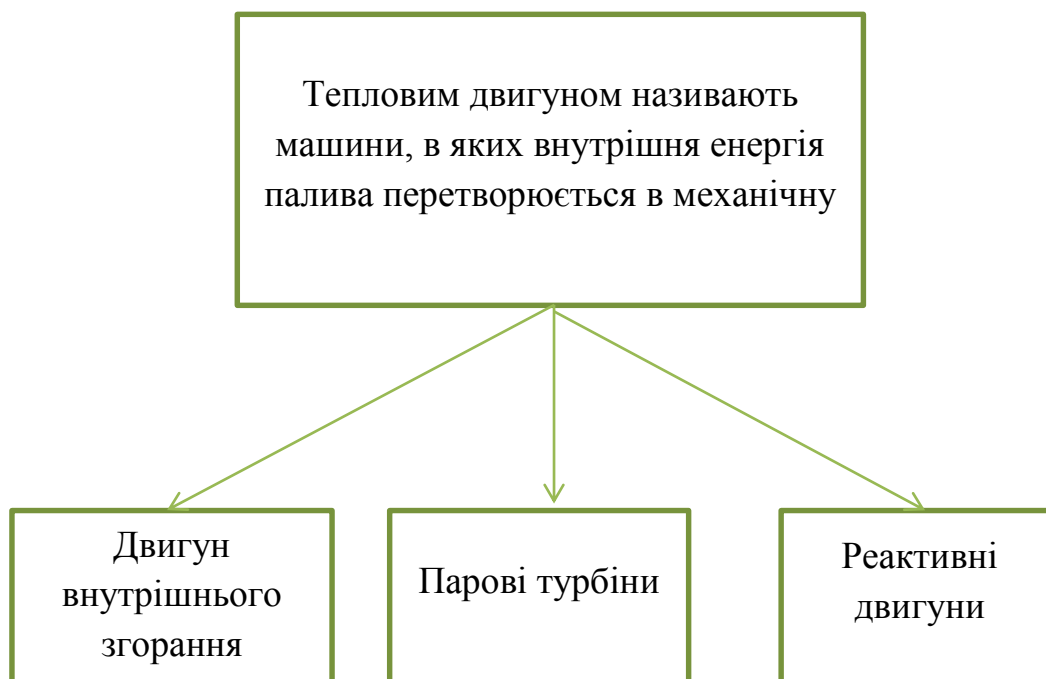 Тепловим двигуном називають
машини, в яких внутрішня енергія
палива перетворюється в механічну
Двигун
внутрішнього
згорання
Парові турбіни
Реактивні
двигуни